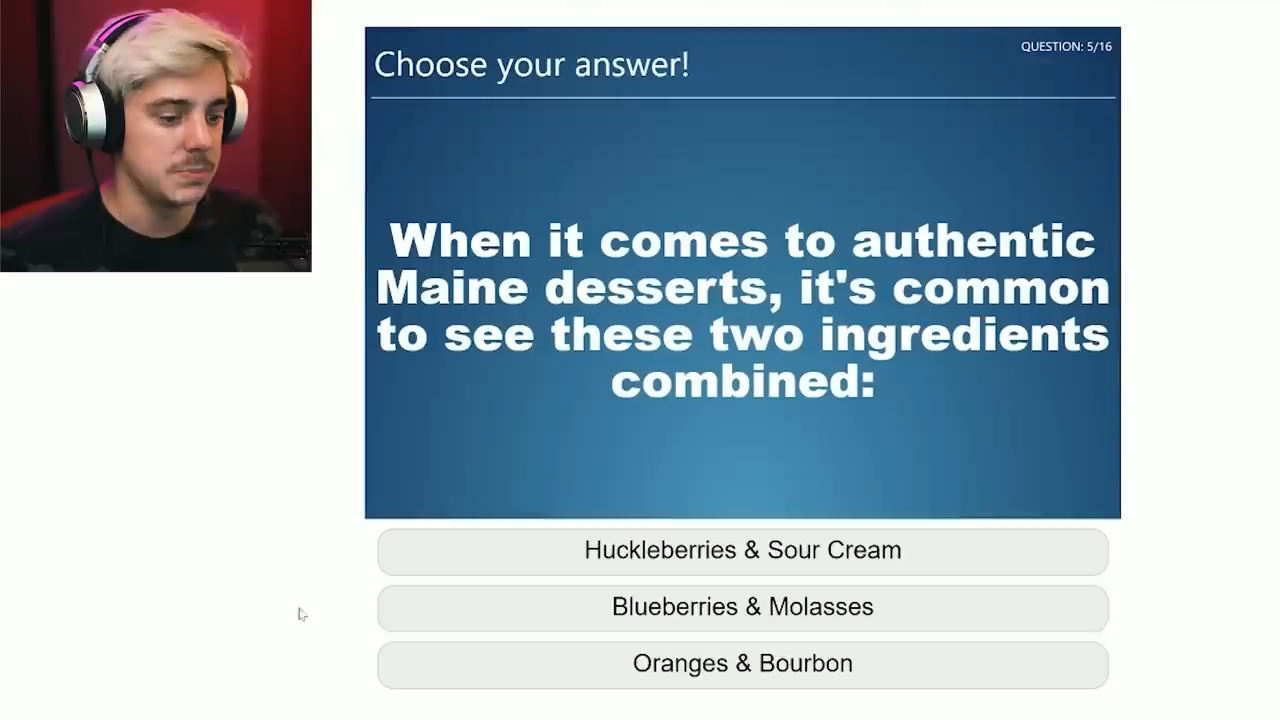 Choose your answer!
QUESTION: 5/16
When it comes to authentic
Maine desserts, it's common
to see these two ingredients
combined:
Huckleberries & Sour Cream
Blueberries & Molasses
Oranges & Bourbon